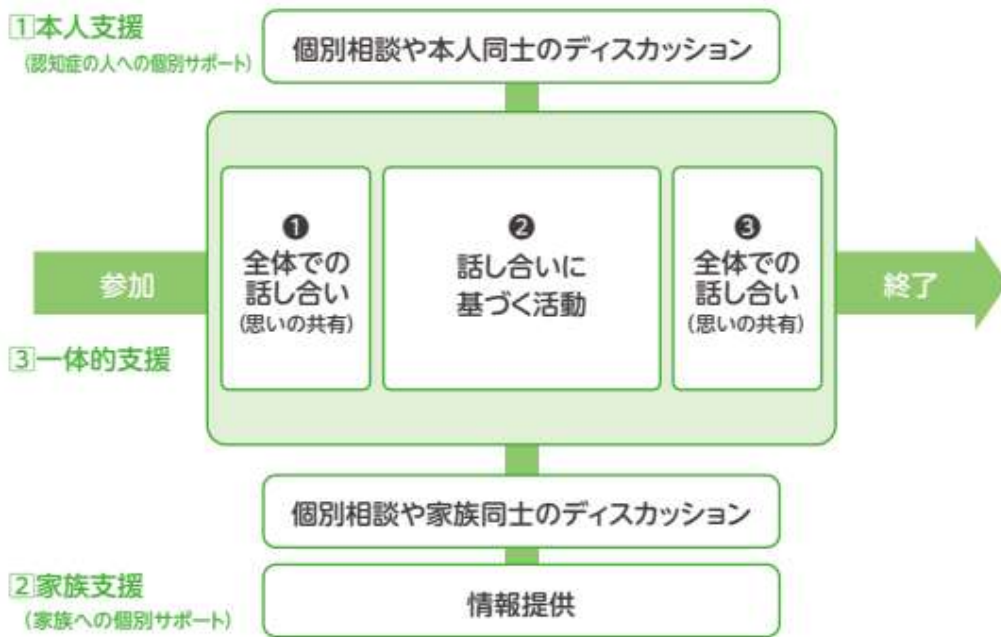 1本人支援
(認知症の人への個別サポート)
個別相談や本人同士のディスカッション
参加
❶
全体での
話し合い
(思いの共有)
❷
話し合いに
基づく活動
❸
全体での
話し合い
(思いの共有)
終了
3一体的支援
個別相談や家族同士のディスカッション
2家族支援
(家族への個別サポート)
情報提供